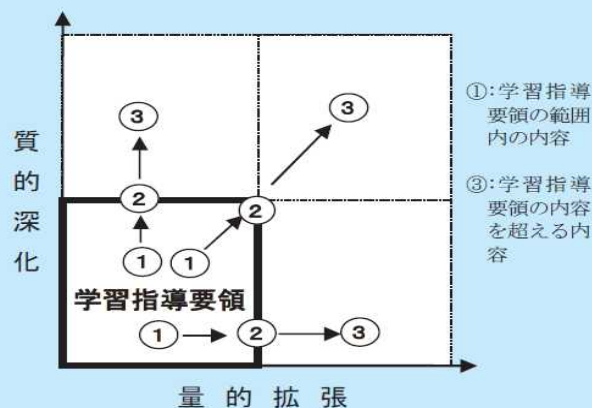 質的深化
③
③
②
②
① ①
学習指導要領
① ② ③
量的拡張
①:学習指導
要領の範囲
内の内容
③:学習指導
要領の内容
を超える内
容